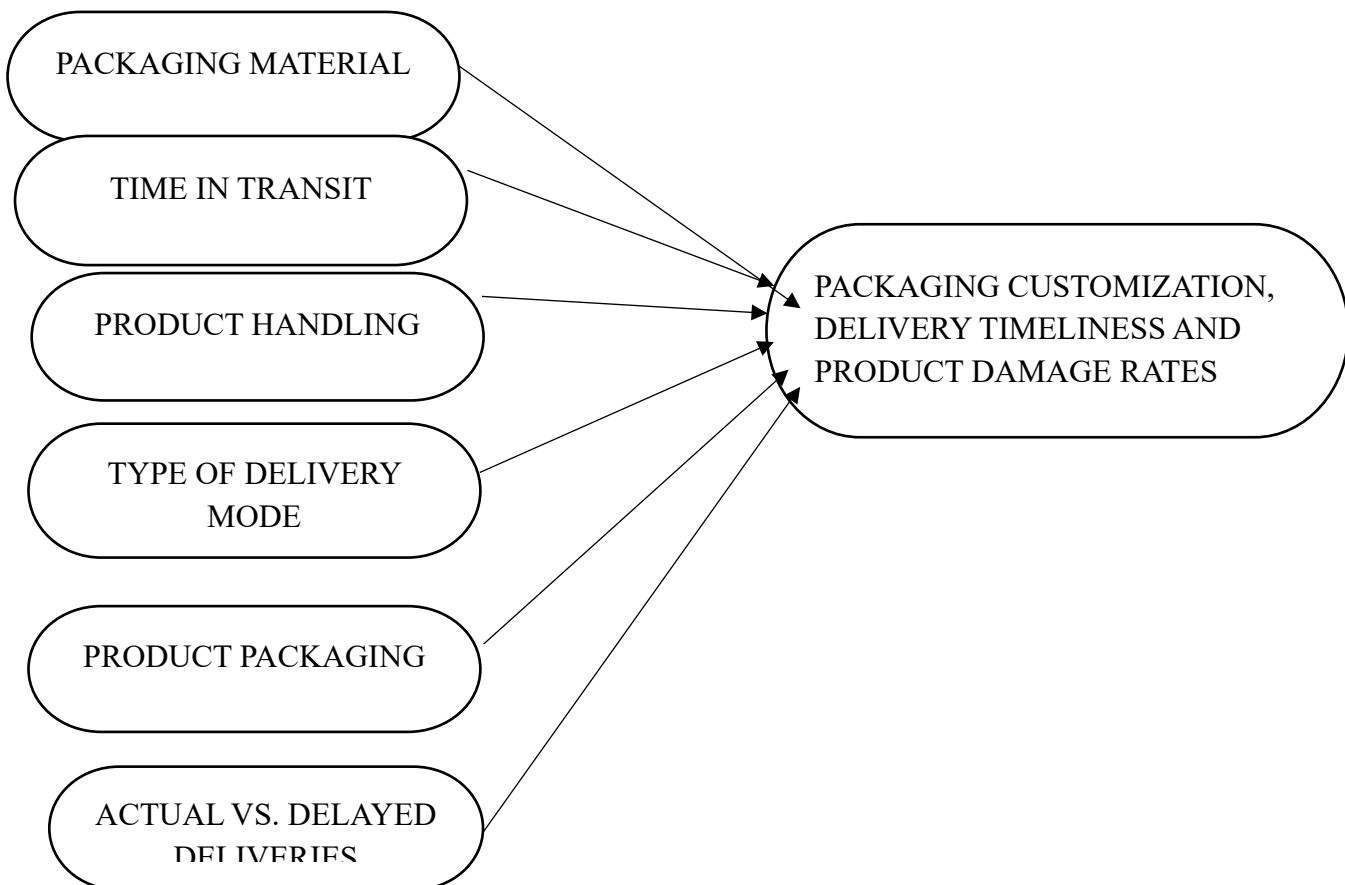 PACKAGING MATERIAL
TIME IN TRANSIT
PRODUCT HANDLING
TYPE OF DELIVERY
MODE
PRODUCT PACKAGING
ACTUAL VS. DELAYED
DELIVERIES
PACKAGING CUSTOMIZATION,
DELIVERY TIMELINESS AND
PRODUCT DAMAGE RATES